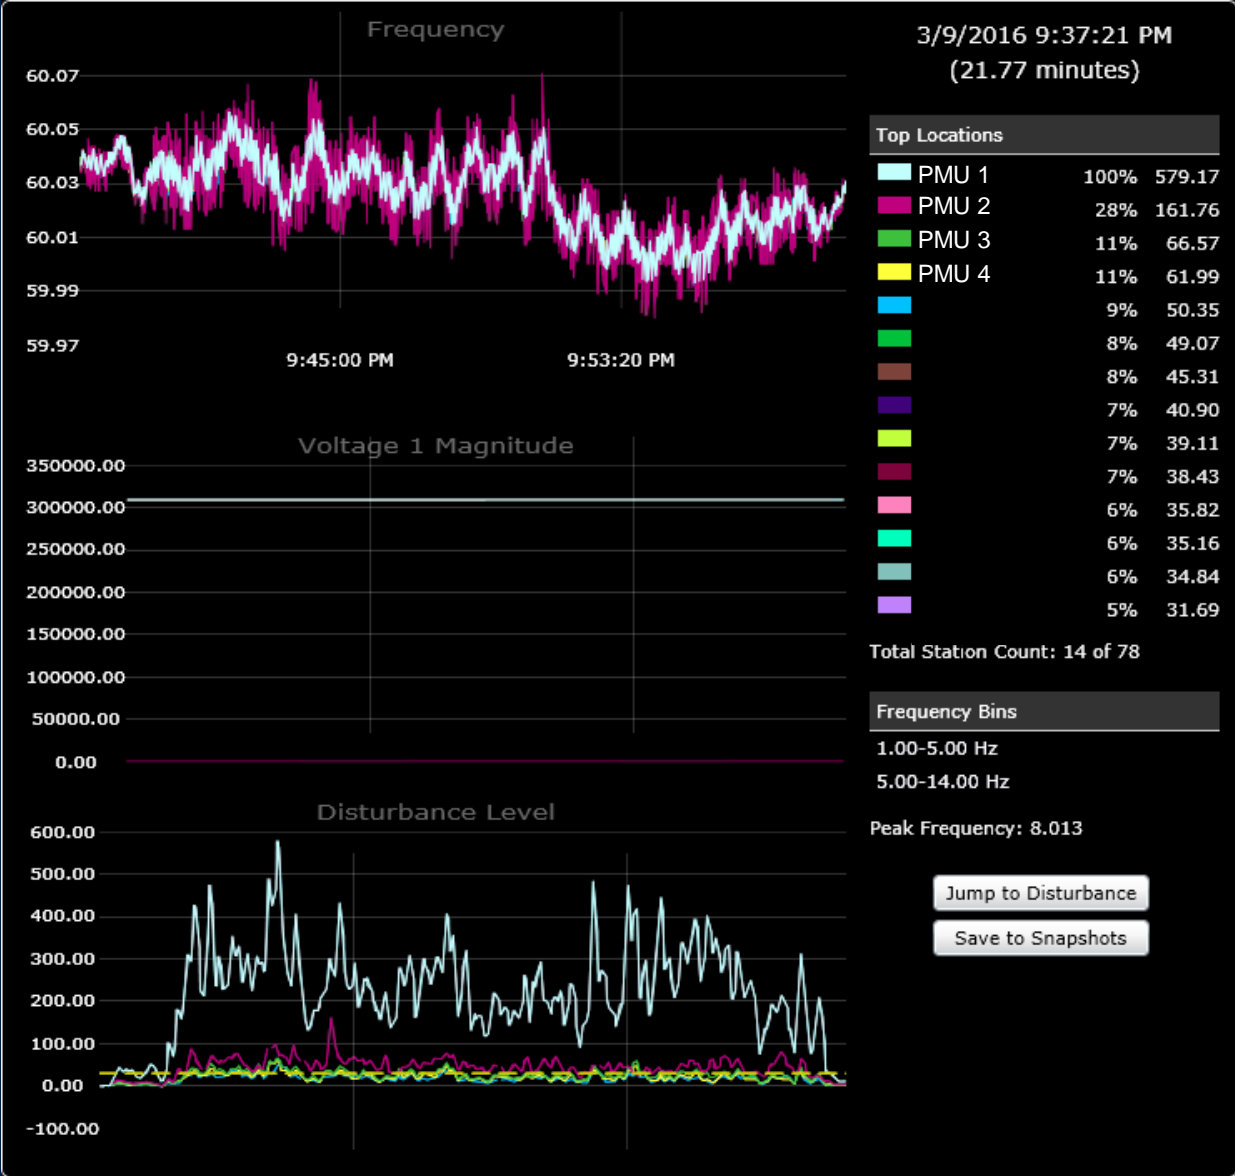 Frequency
60.07
60.05
60.03
60.01
59.99
59.97
9:45:00 PM 9:53:20 PM
Voltage 1 Magnitude
350000.00
300000.00
250000.00
200000.00
150000.00
100000.00
50000.00
0.00
Disturbance Level
600.00
500.00
400.00
300.00
200.00
100.00
0.00
-100.00
3/9/2016 9:37:21 PM
(21.77 minutes)
Top Locations
PMU 1 100% 579.17
PMU 2 28% 161.76
PMU 3 11% 66.57
PMU 4 11% 61.99
9% 50.35
8% 49.07
8% 45.31
7% 40.90
7% 39.11
7% 38.43
6% 35.82
6% 35.16
6% 34.84
5% 31.69
Total Station Count: 14 of 78
Frequency Bins
1.00-5.00 Hz
5.00-14.00 Hz
Peak Frequency: 8.013
Jump to Disturbance
Save to Snapshots